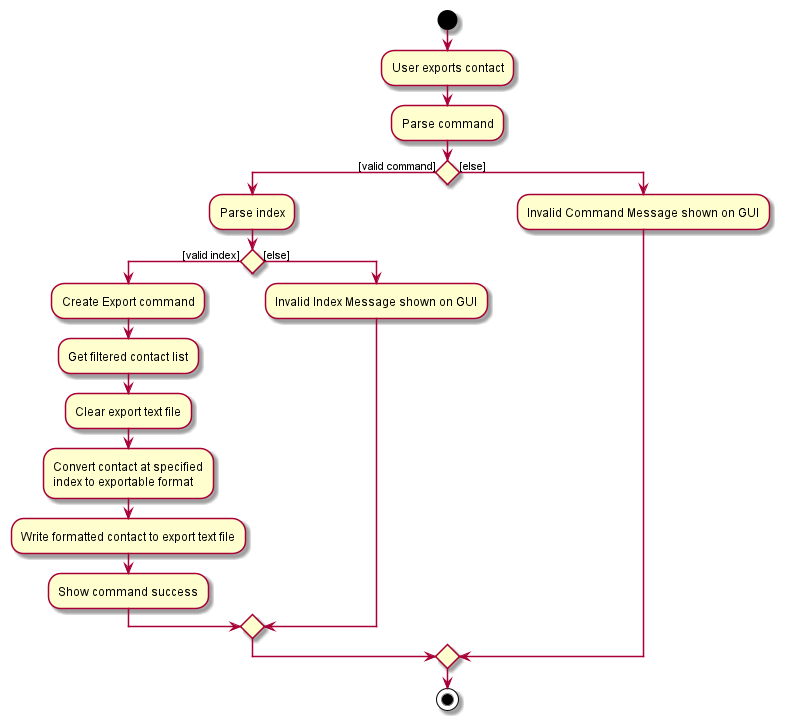 User exports contact
Parse command
[valid command]
[else]
Parse index
Invalid Command Message shown on GUI
[valid index]
[else]
Create Export command
Invalid Index Message shown on GUI
Get filtered contact list
Clear export text file
Convert contact at specified
index to exportable format
Write formatted contact to export text file
Show command success